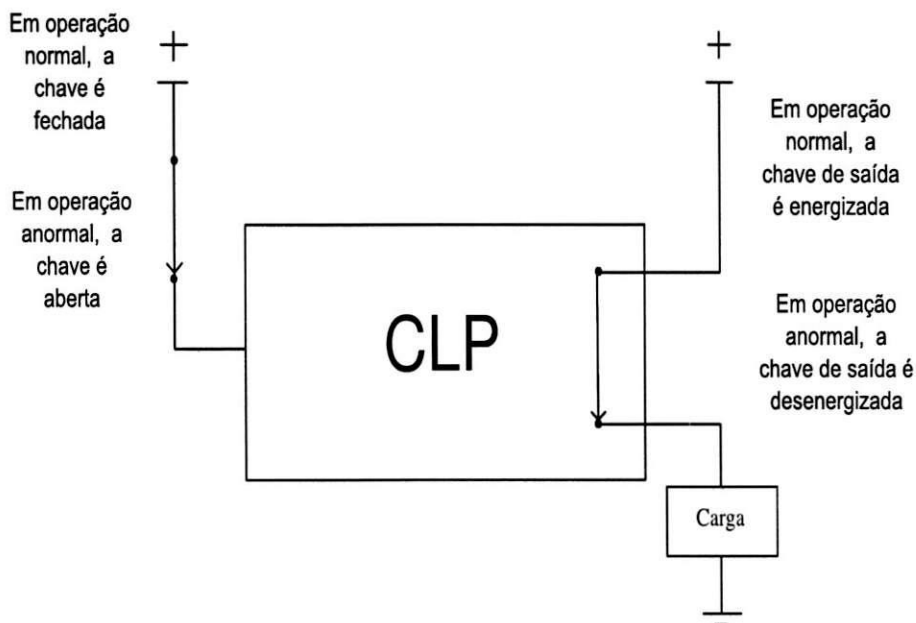 Em operação
normal, a
chave é
fechada
Em operação
anormal, a
chave é
aberta
CLP
Em operação
normal, a
chave de saída
é energizada
Em operação
anormal, a
chave de saída é
desenergizada
Carga